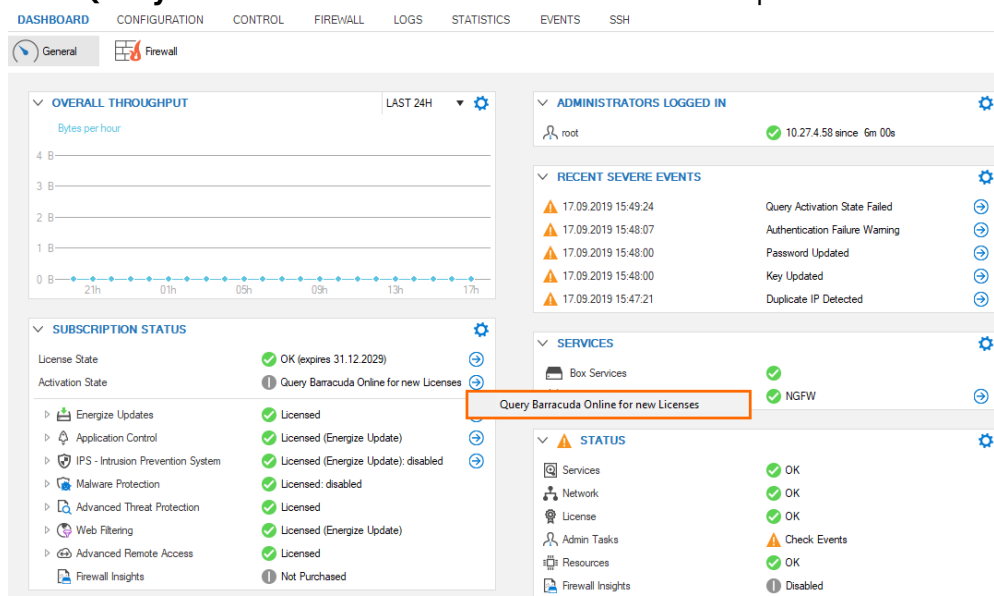 DASHBOARD CONFIGURATION CONTROL FIREWALL LOGS STATISTICS EVENTS SSH
General Firewall
OVERALL THROUGHPUT LAST 24H
Bytes per hour
4 B
3 B
2 B
1 B
0 B
21h 01h 05h 09h 13h 17h
SUBSCRIPTION STATUS
License State OK (expires 31.12.2029)
Activation State Query Barracuda Online for new Licenses
Energize Updates Licensed
Application Control Licensed (Energize Update)
IPS - Intrusion Prevention System Licensed (Energize Update): disabled
Malware Protection Licensed: disabled
Advanced Threat Protection Licensed
Web Filtering Licensed (Energize Update)
Advanced Remote Access Licensed
Firewall Insights Not Purchased
ADMINISTRATORS LOGGED IN
root 10.27.4.58 since 6m 00s
RECENT SEVERE EVENTS
17.09.2019 15:49:24 Query Activation State Failed
17.09.2019 15:48:07 Authentication Failure Warning
17.09.2019 15:48:00 Password Updated
17.09.2019 15:48:00 Key Updated
17.09.2019 15:47:21 Duplicate IP Detected
SERVICES
Box Services
NGFW
Query Barracuda Online for new Licenses
STATUS
Services OK
Network OK
License OK
Admin Tasks Check Events
Resources OK
Firewall Insights Disabled